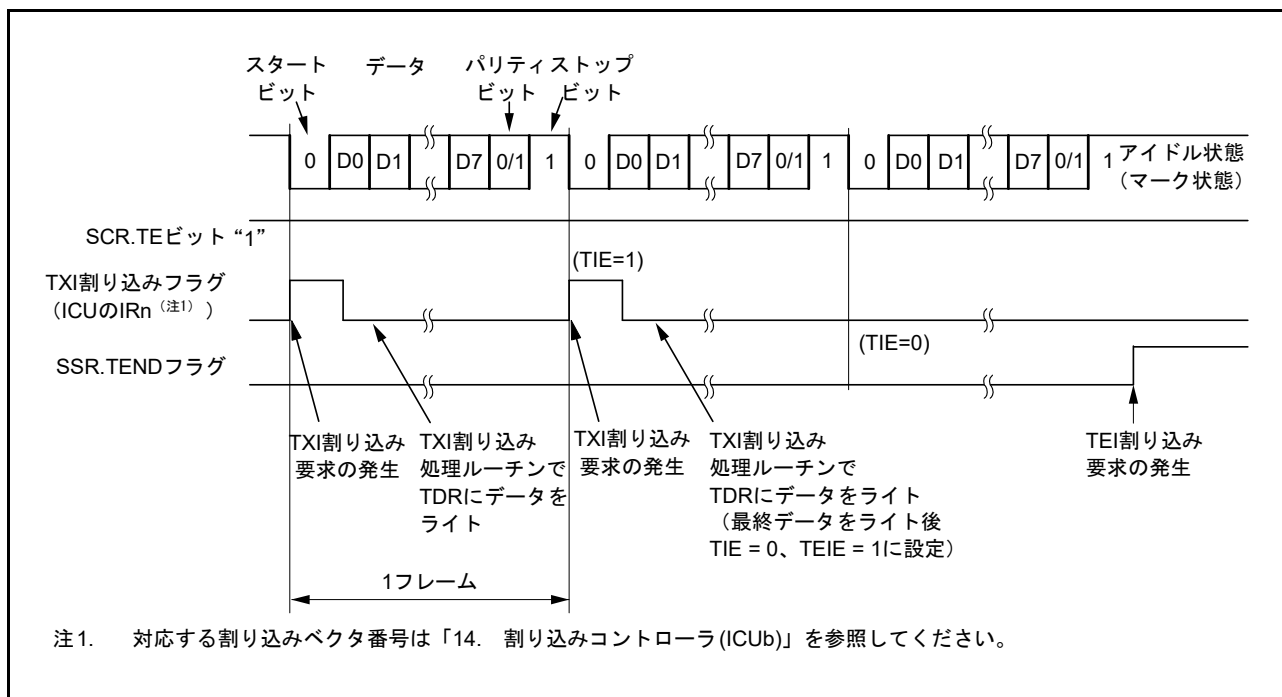 スタート
ビット
データ
パリティ
ビット
ストップ
ビット
0 D0 D1 D7 0/1 1 0 D0 D1 D7 0/1 1 0 D0 D1 D7 0/1 1 アイドル状態
（マーク状態）
SCR.TEビット “1”
TXI割り込みフラグ
（ICUのIRn（注1））
(TIE=1)
(TIE=0)
SSR.TENDフラグ
TXI割り込み
要求の発生
TXI割り込み
処理ルーチンで
TDRにデータを
ライト
TXI割り込み
要求の発生
TXI割り込み
処理ルーチンで
TDRにデータをライト
（最終データをライト後
TIE = 0、TEIE = 1に設定）
TEI割り込み
要求の発生
1フレーム
注1. 対応する割り込みベクタ番号は「14. 割り込みコントローラ(ICUb)」を参照してください。